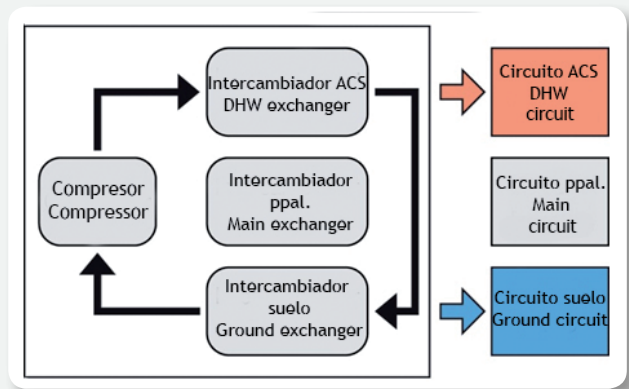 Intercambiador ACS
DHW exchanger
Circuito ACS
DHW
circuit
Compresor
Compressor
Intercambiador
ppal.
Main exchanger
Circuito ppal.
Main
circuit
Intercambiador
suelo
Ground exchanger
Circuito suelo
Ground circuit